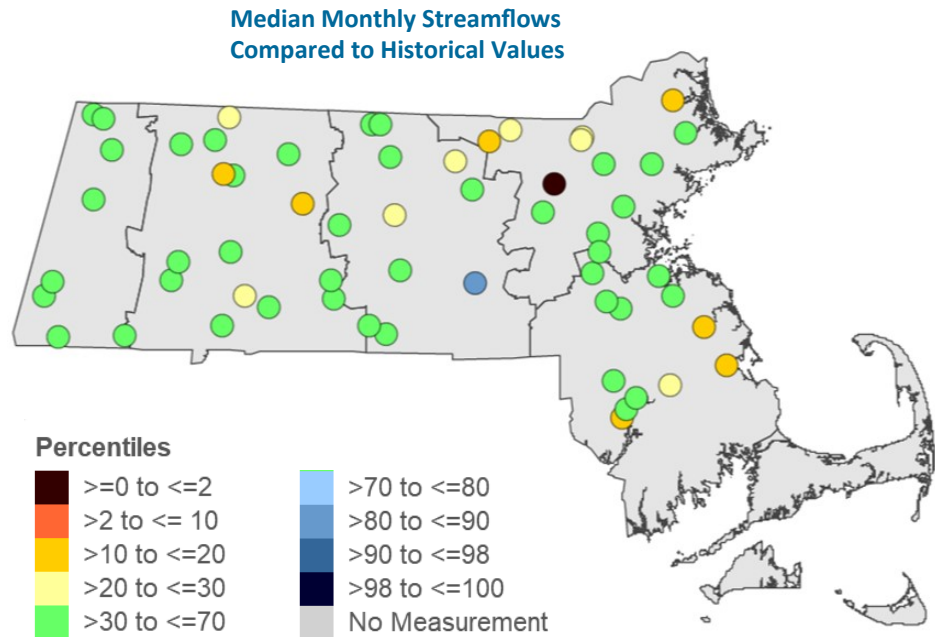 Median Monthly Streamflows
Compared to Historical Values
Percentiles
>=0 to <=2
>2 to <= 10
>10 to <=20
>20 to <=30
>30 to <=70
>70 to <=80
>80 to <=90
>90 to <=98
>98 to <=100
No Measurement